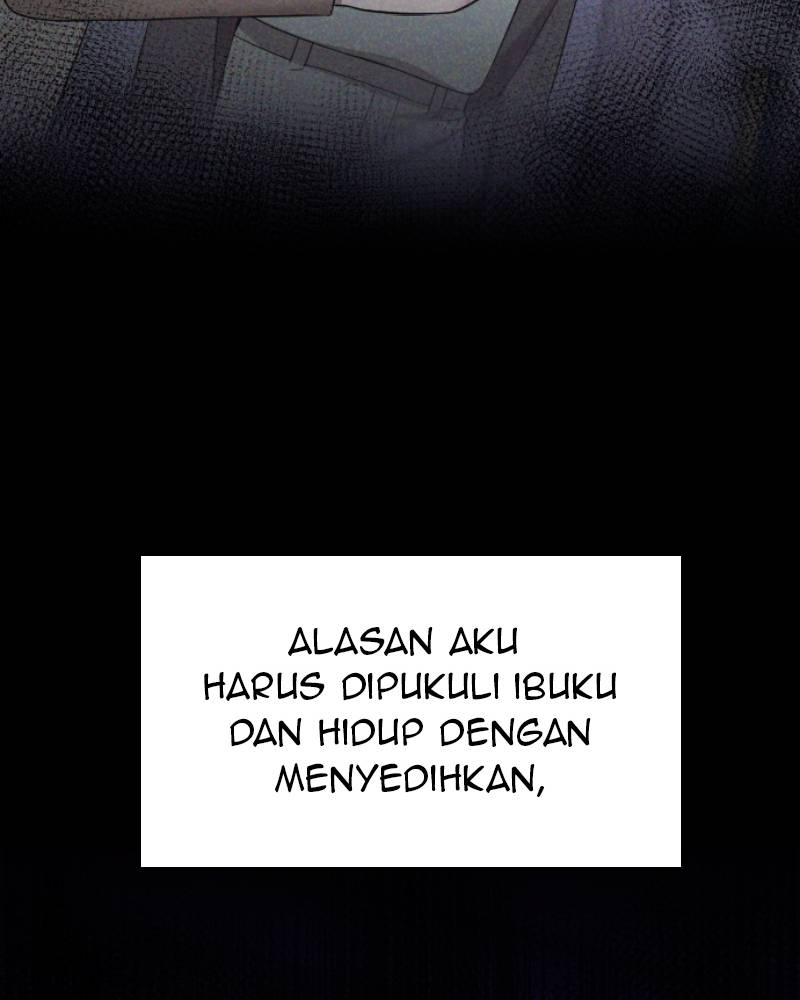 ALASAN AKU
HARUS DIPUKULI IBUKU
DAN HIDUP DENGAN
MENYEDIHKAN,